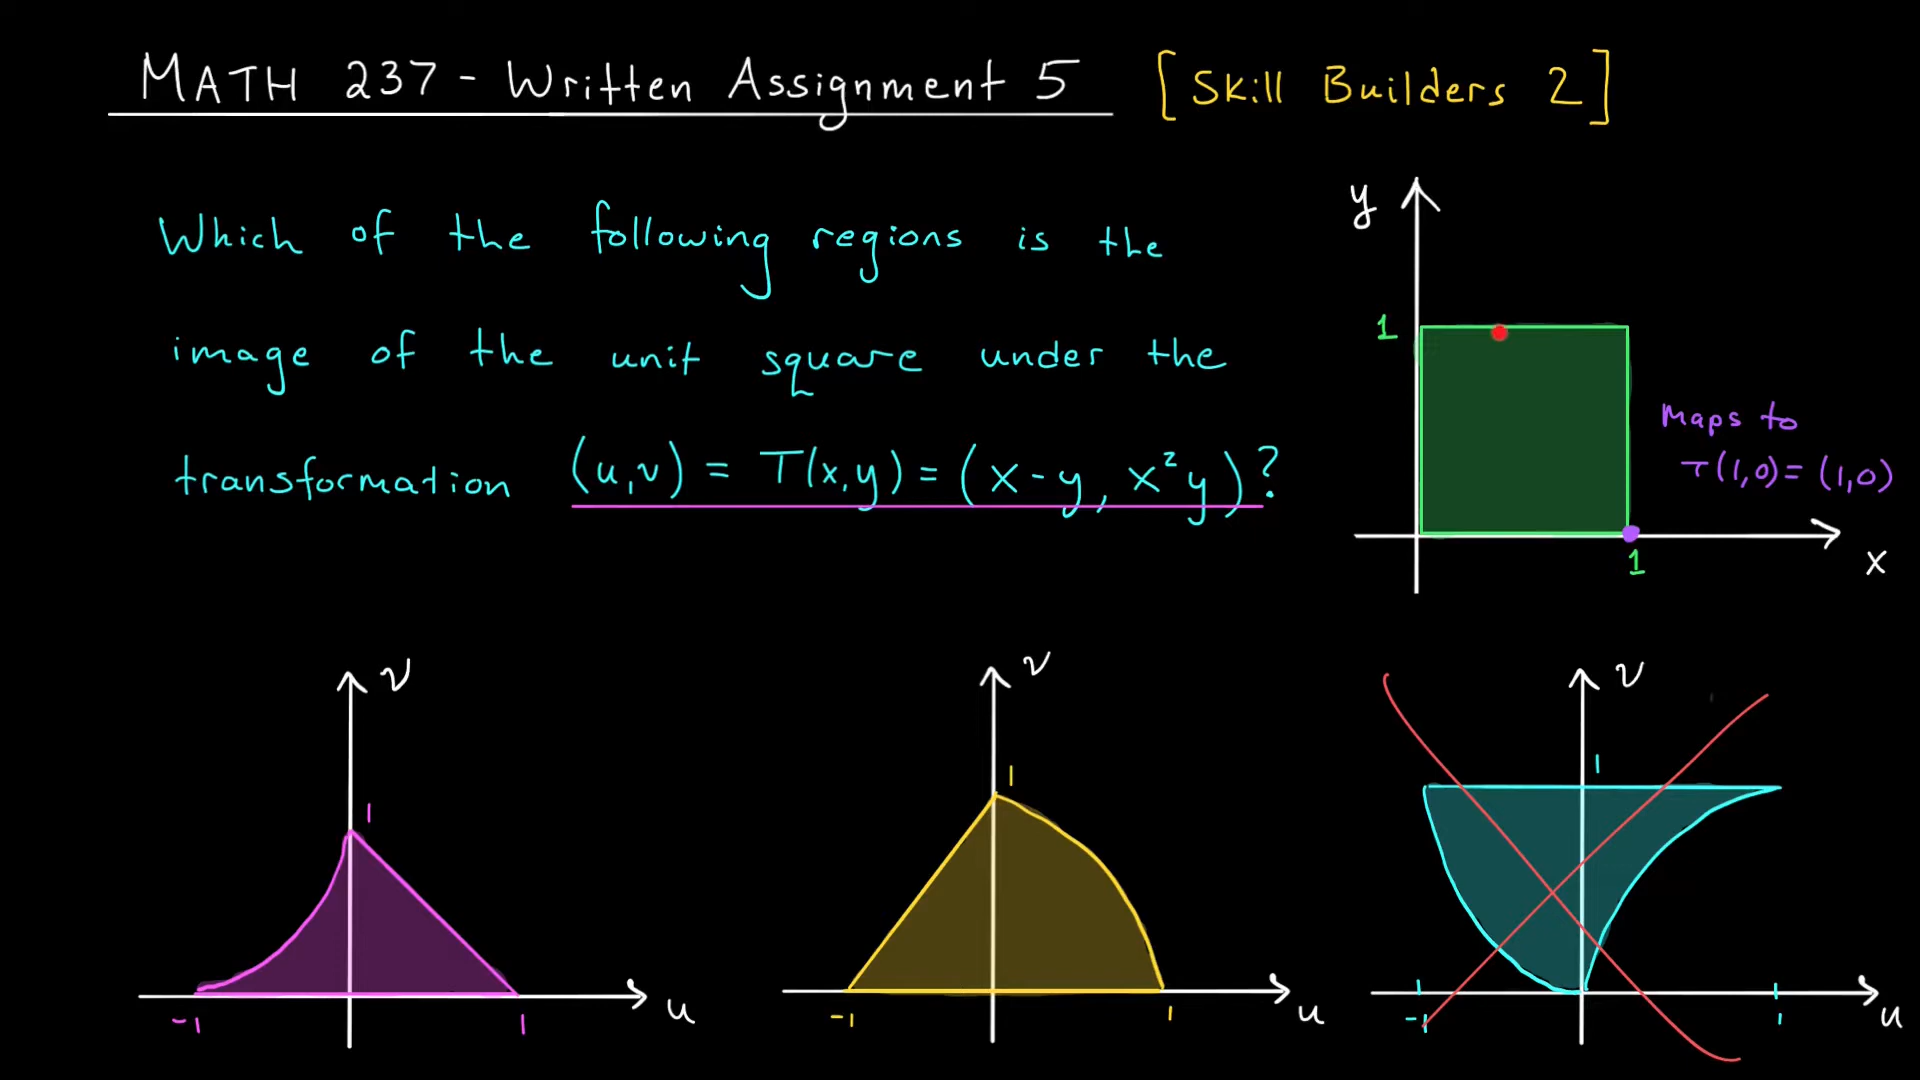 MATH 237 - Written Assignment 5 [Skill Builders 2]
Which of the following regions is the
image of the unit square under the
transformation (u,v) = T(x,y) = (x-y, x²y)?
y
1
maps to
T(1,0) = (1,0)
1
x
v
1
-1
1
u
v
1
-1
1
u
v
1
-1
1
u